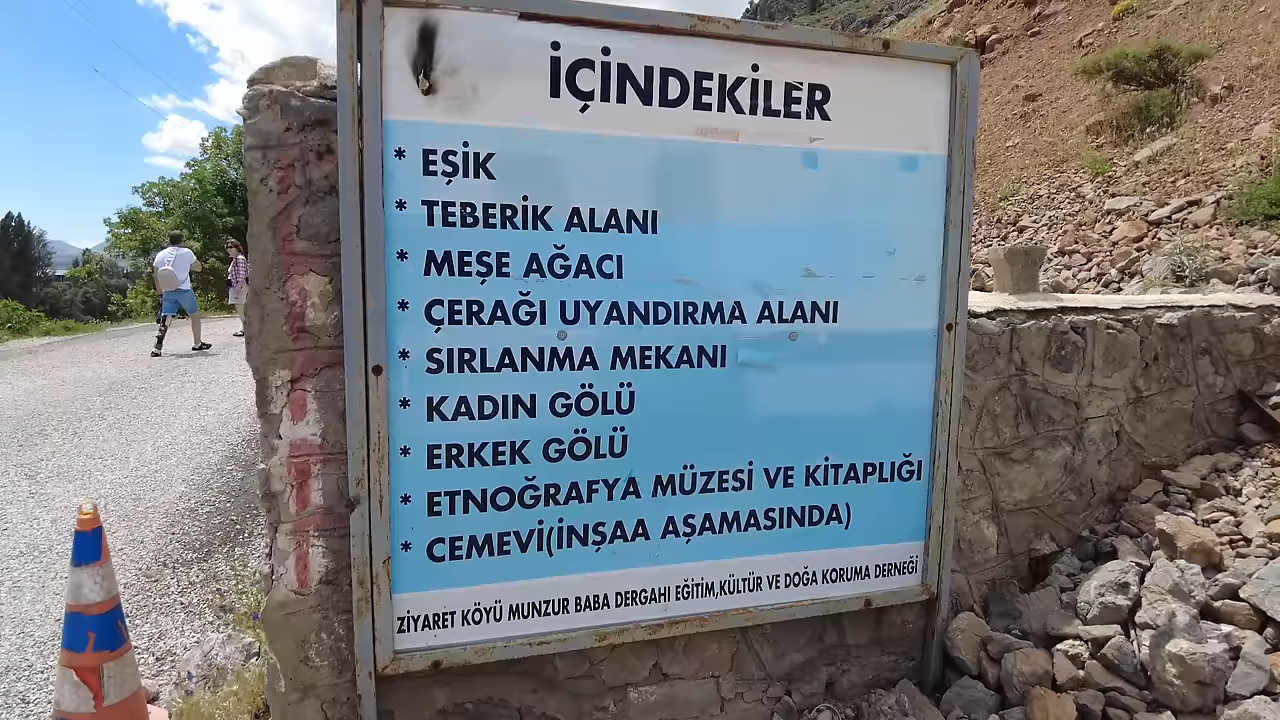 İÇİNDEKİLER
* EŞİK
* TEBERİK ALANI
* MEŞE AĞACI
* ÇERAĞI UYANDIRMA ALANI
* SIRLANMA MEKANI
* KADIN GÖLÜ
* ERKEK GÖLÜ
* ETNOĞRAFYA MÜZESİ VE KİTAPLIĞI
* CEMEVİ(İNŞAA AŞAMASINDA)
ZİYARET KÖYÜ MUNZUR BABA DERGAHI EĞİTİM,KÜLTÜR VE DOĞA KORUMA DERNEĞİ